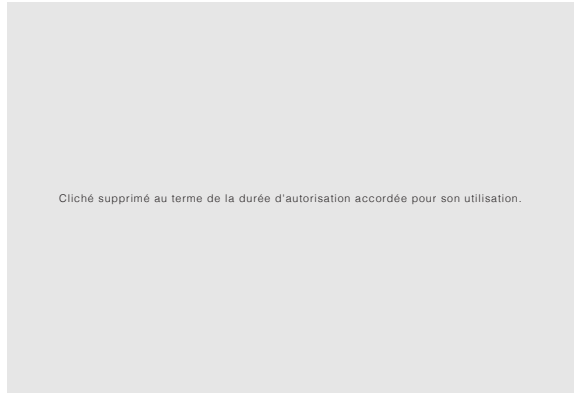 Cliché supprimé au terme de la durée d'autorisation accordée pour son utilisation.